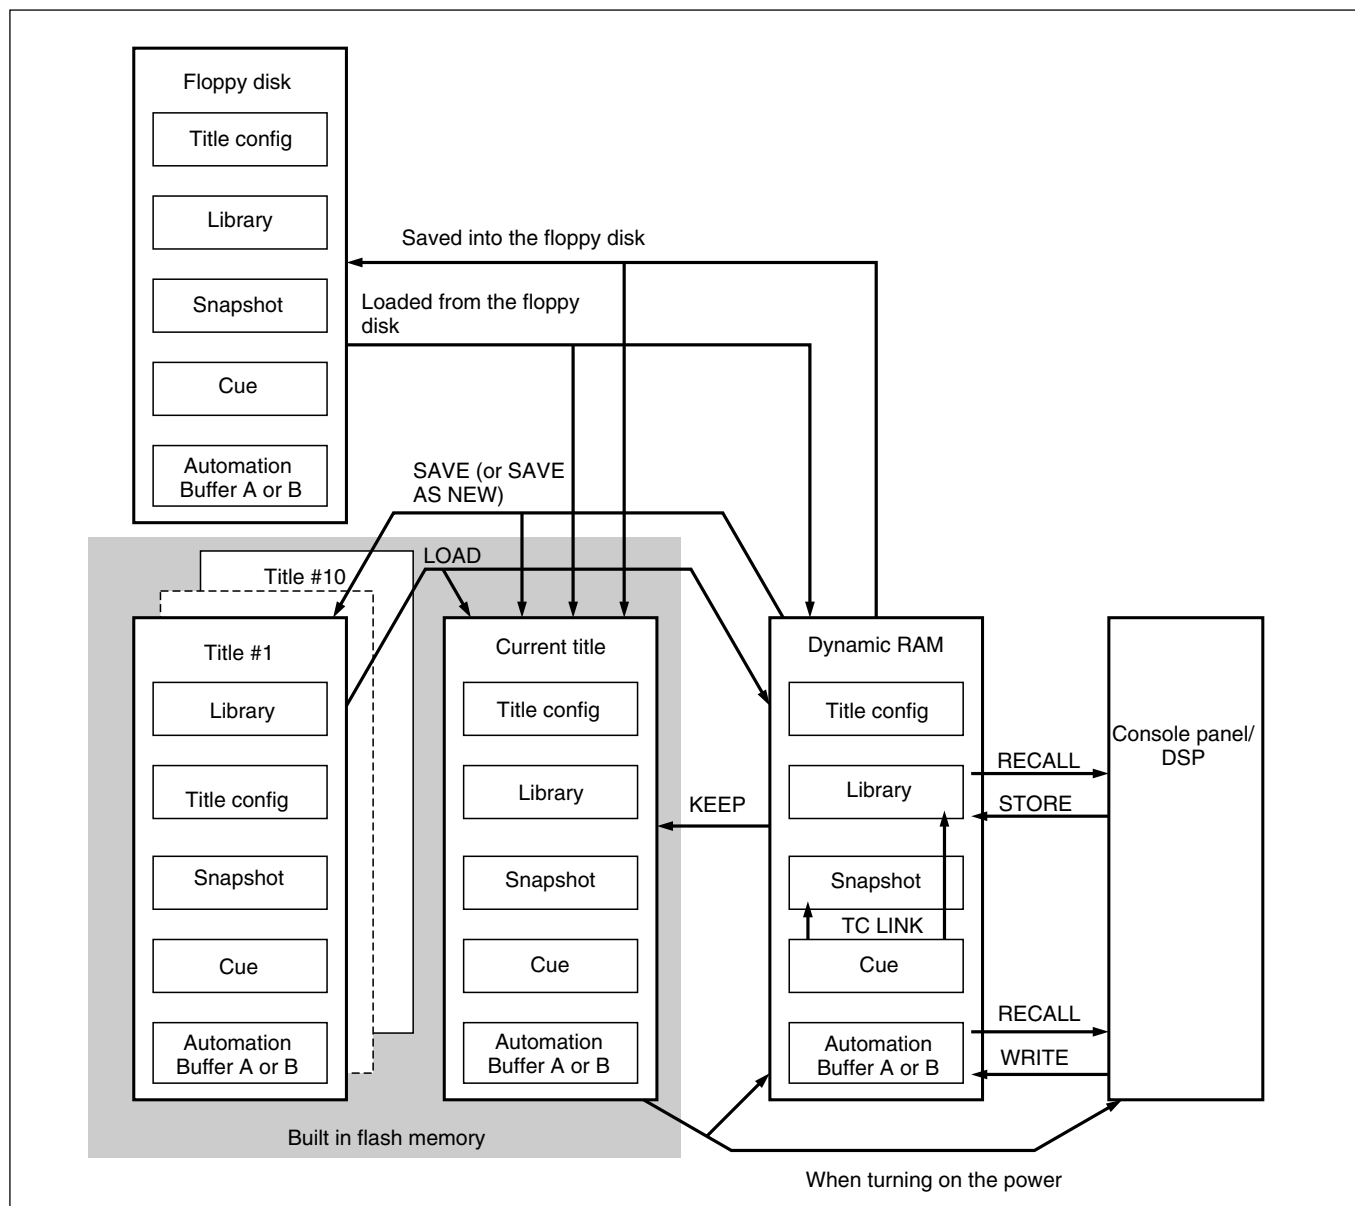 Floppy disk
Title config
Library
Snapshot
Cue
Automation
Buffer A or B
Saved into the floppy disk
Loaded from the floppy
disk
SAVE (or SAVE
AS NEW)
LOAD
Title #10
Title #1
Library
Title config
Snapshot
Cue
Automation
Buffer A or B
Current title
Title config
Library
Snapshot
Cue
Automation
Buffer A or B
KEEP
Dynamic RAM
Title config
Library
Snapshot
TC LINK
Cue
Automation
Buffer A or B
RECALL
STORE
RECALL
WRITE
Console panel/
DSP
Built in flash memory
When turning on the power